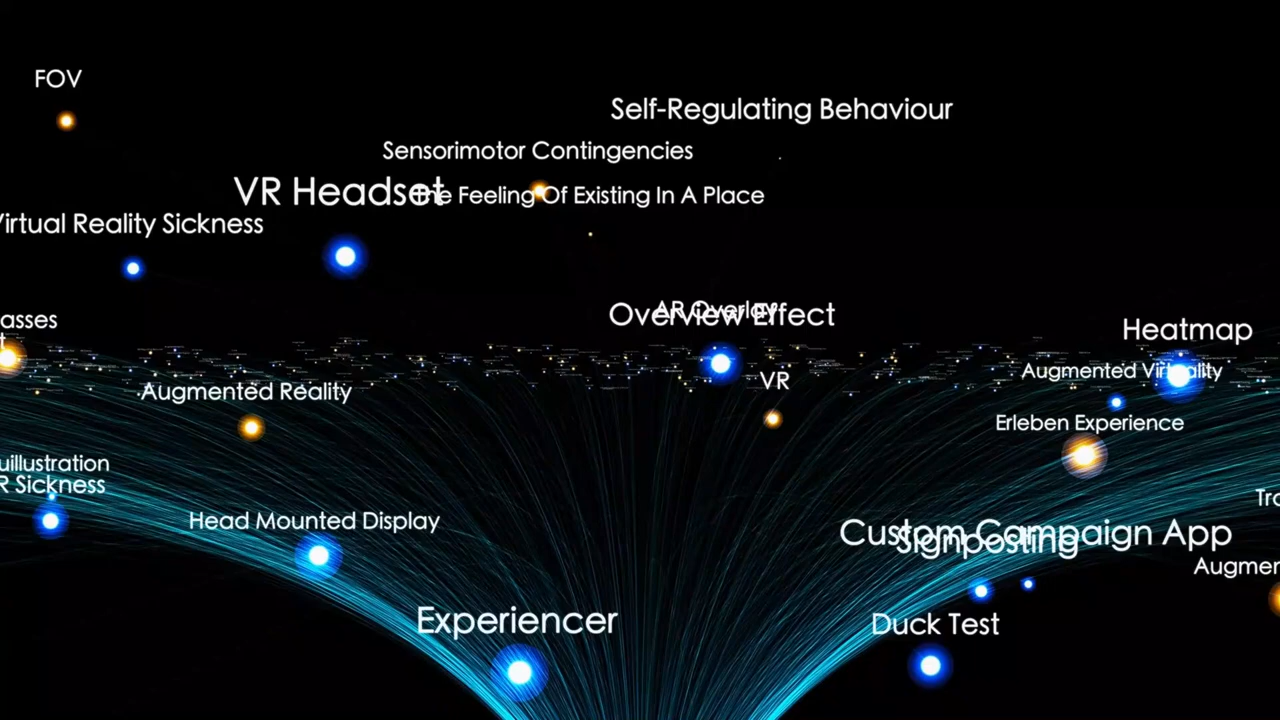 FOV
Self-Regulating Behaviour
Sensorimotor Contingencies
VR Headset
The Feeling Of Existing In A Place
Virtual Reality Sickness
AR Overlay
Overview Effect
asses
t
Heatmap
Augmented Virtuality
VR
Augmented Reality
Erleben Experience
uillustration
R Sickness
Tra
Head Mounted Display
Custom Campaign App
Signposting
Augmen
Experiencer
Duck Test